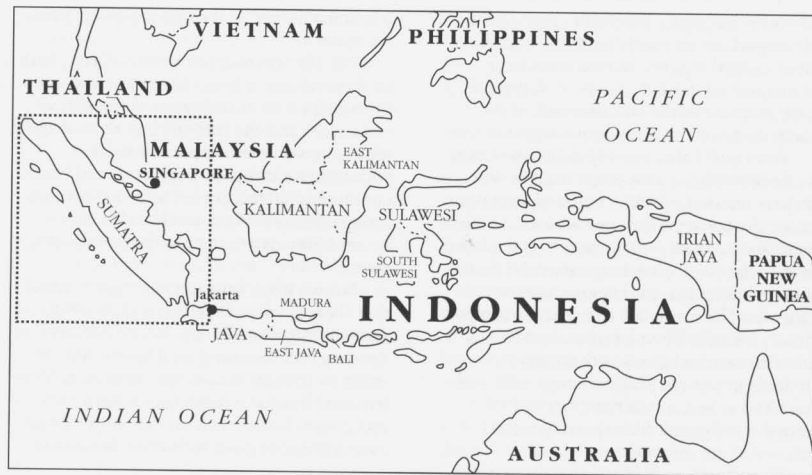 VIETNAM
PHILIPPINES
THAILAND
PACIFIC
OCEAN
MALAYSIA
EAST
KALIMANTAN
SINGAPORE
KALIMANTAN
SULAWESI
SUMATRA
IRIAN
JAYA
PAPUA
NEW
GUINEA
SOUTH
SULAWESI
Jakarta
MADURA
INDONESIA
JAVA
EAST JAVA
BALI
INDIAN OCEAN
AUSTRALIA